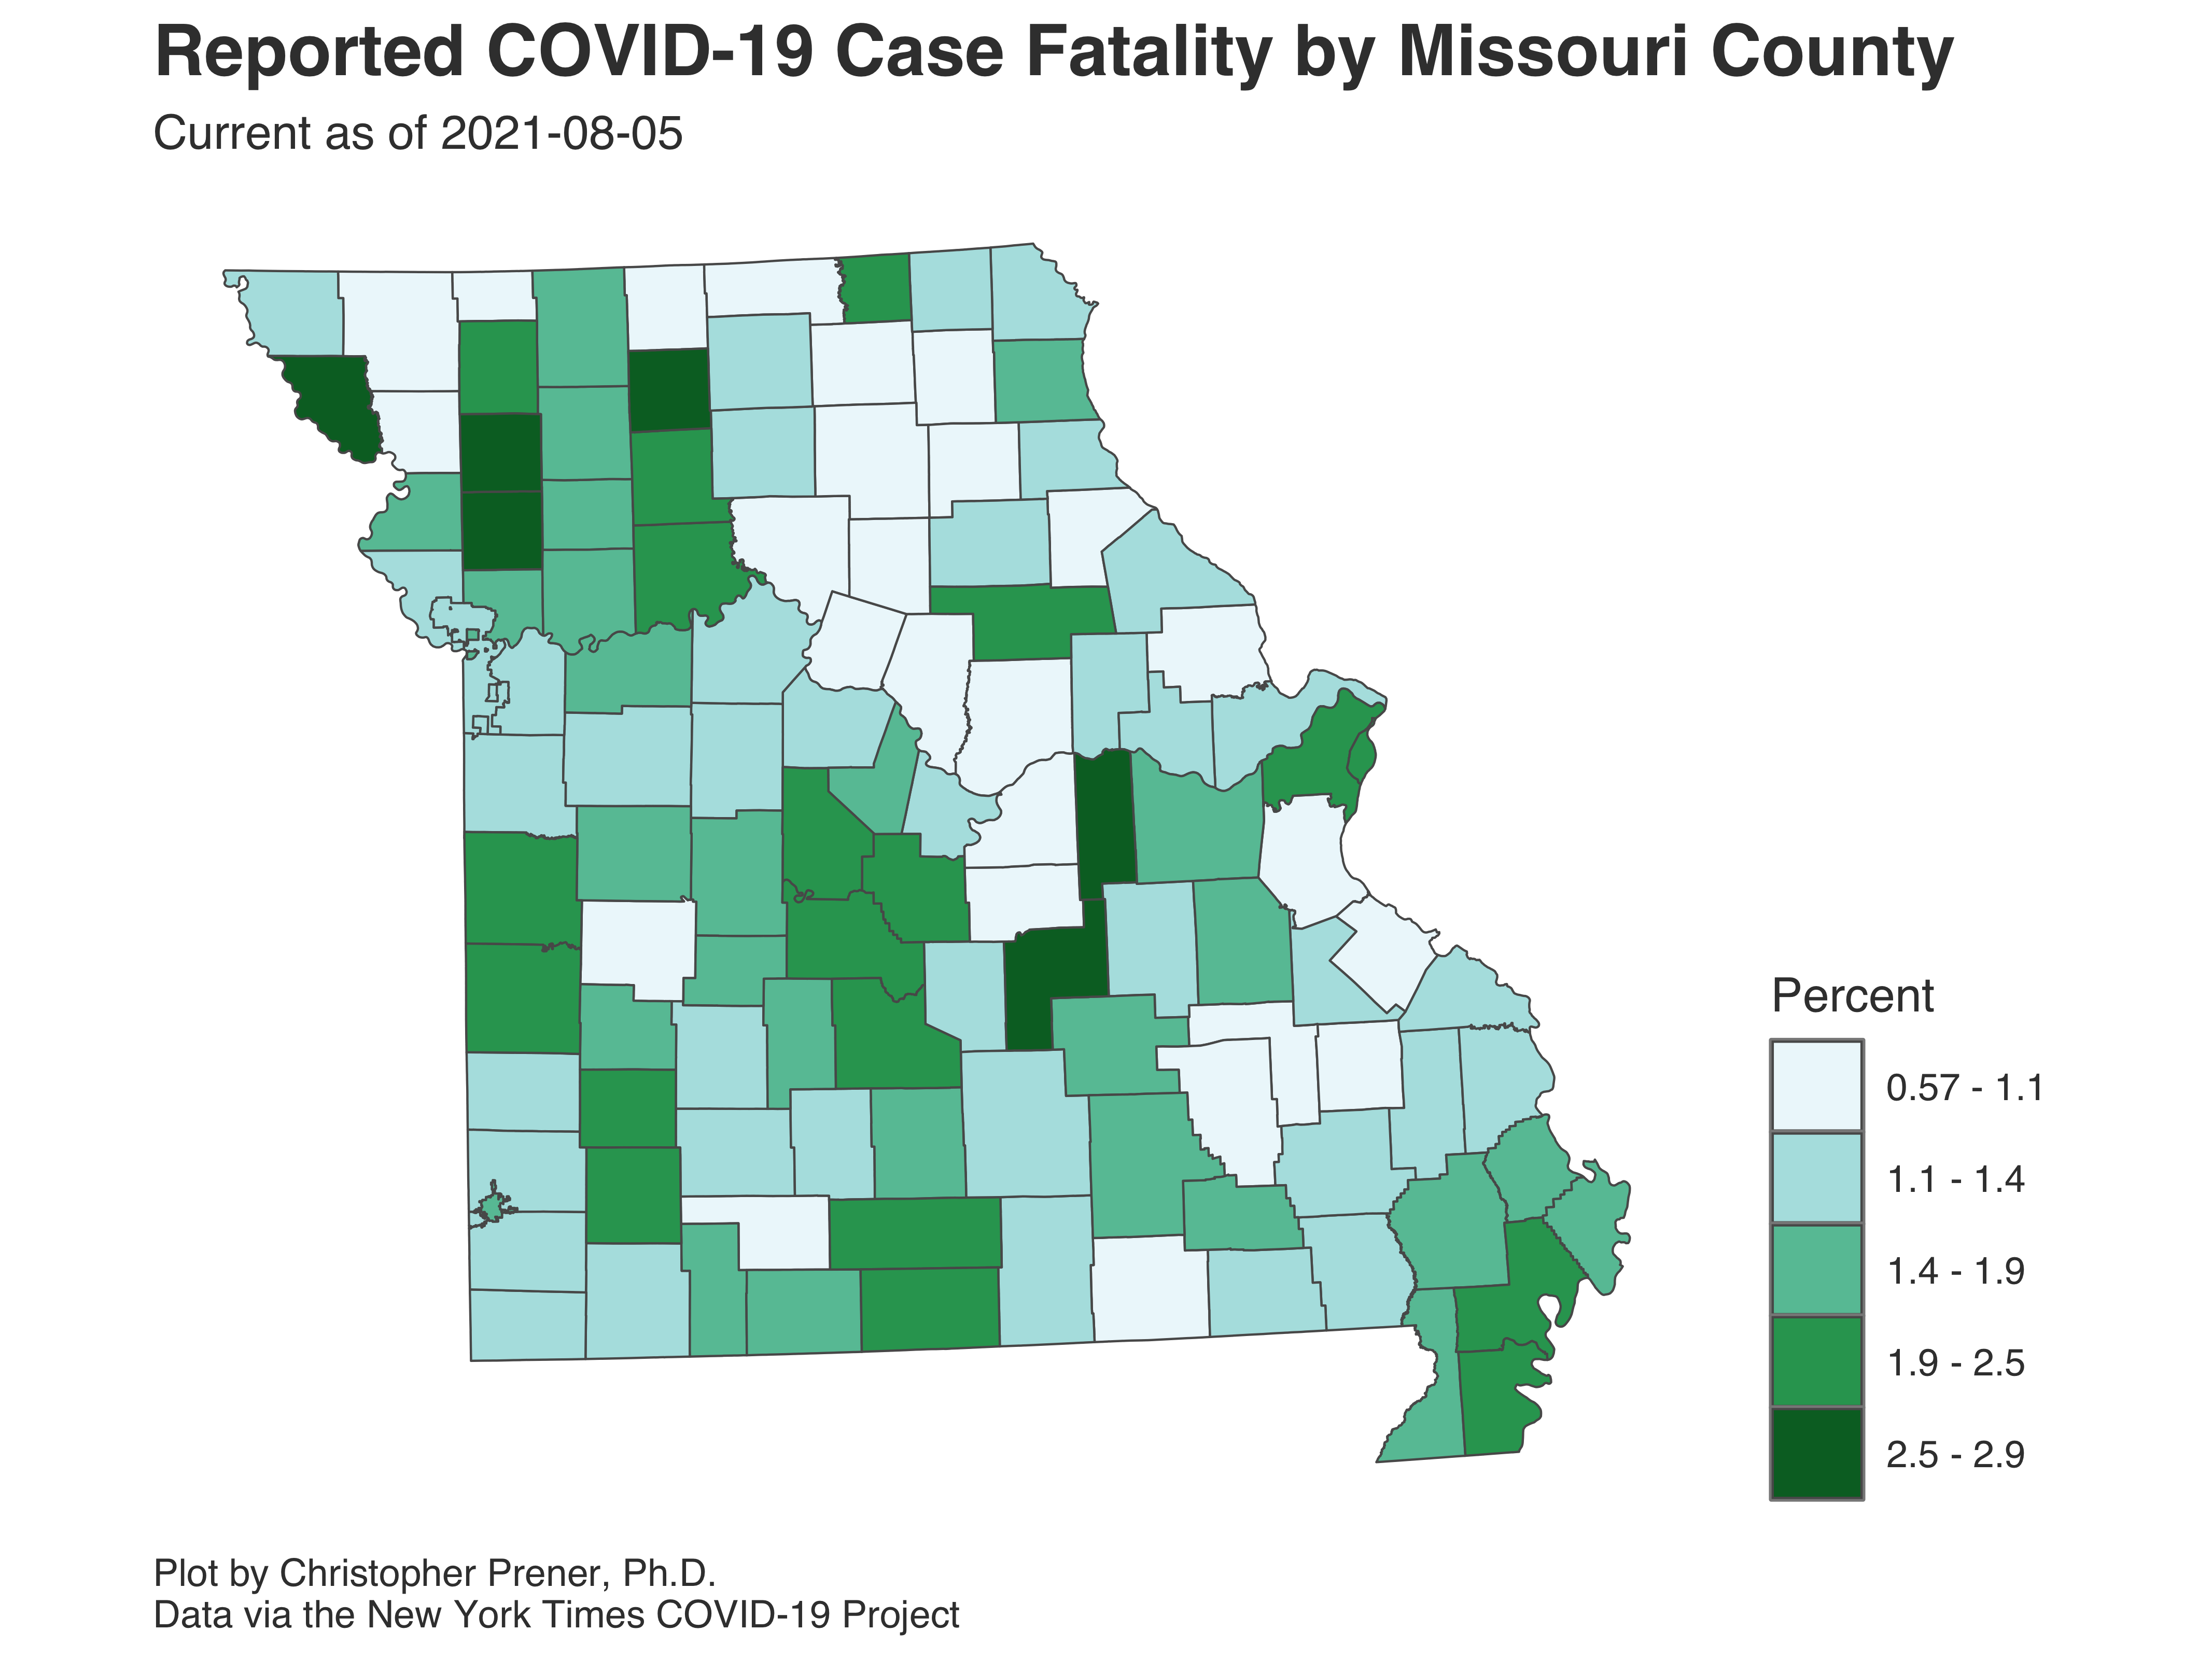 Reported COVID-19 Case Fatality by Missouri County
Current as of 2021-08-05
Percent
0.57 - 1.1
1.1 - 1.4
1.4 - 1.9
1.9 - 2.5
2.5 - 2.9
Plot by Christopher Prener, Ph.D.
Data via the New York Times COVID-19 Project